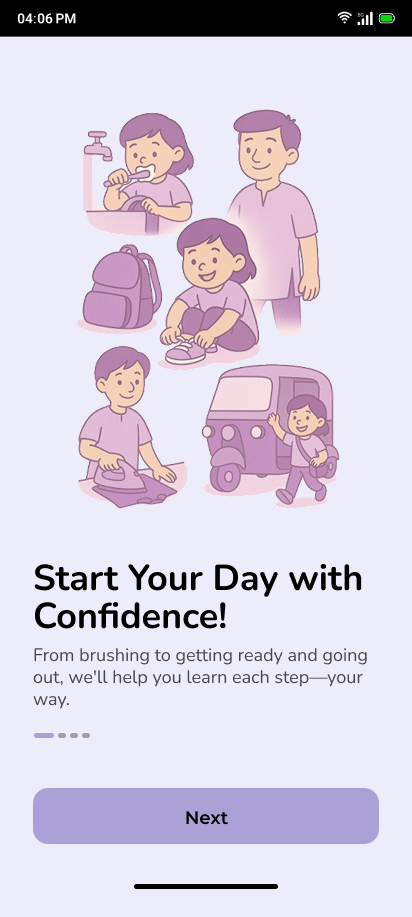 04:06 PM
Start Your Day with
Confidence!
From brushing to getting ready and going
out, we'll help you learn each step—your
way.
Next